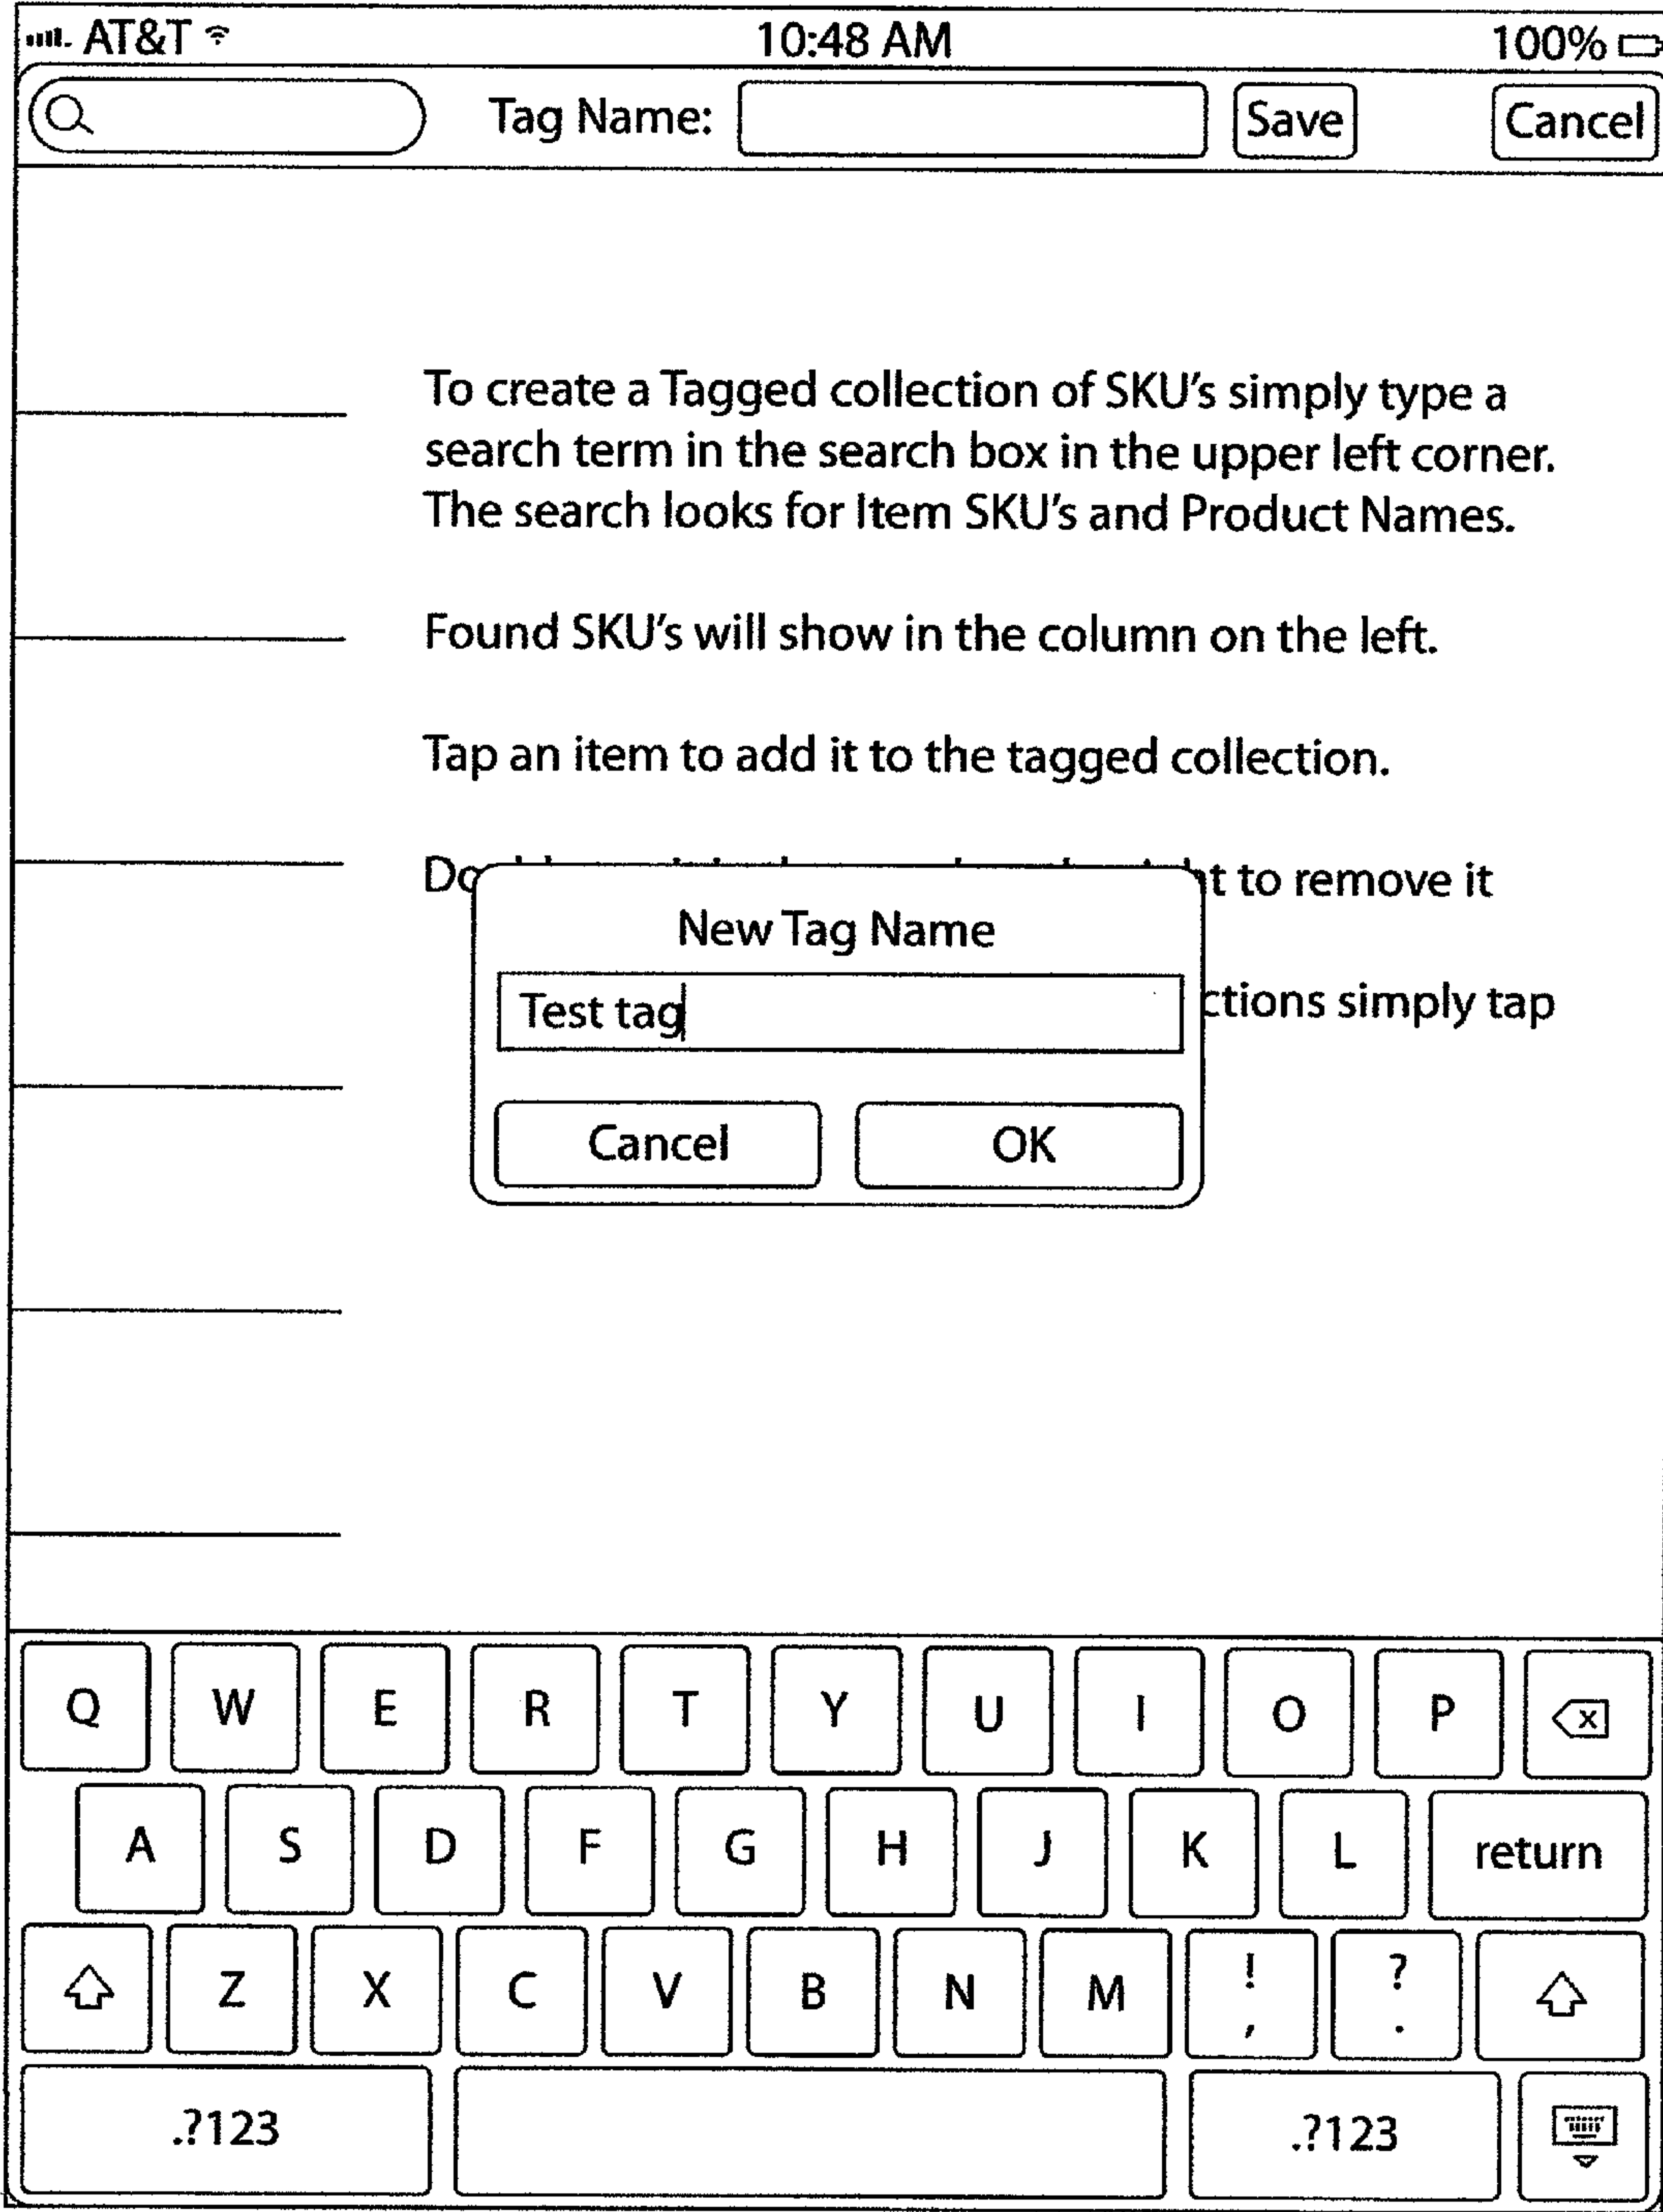 AT&T 10:48 AM 100%
Tag Name: Save Cancel
To create a Tagged collection of SKU's simply type a
search term in the search box in the upper left corner.
The search looks for Item SKU's and Product Names.
Found SKU's will show in the column on the left.
Tap an item to add it to the tagged collection.
to remove it
simply tap
New Tag Name
Test tag
Cancel OK
Q W E R T Y U I O P
A S D F G H J K L return
Z X C V B N M ! , ? .
.?123 .?123